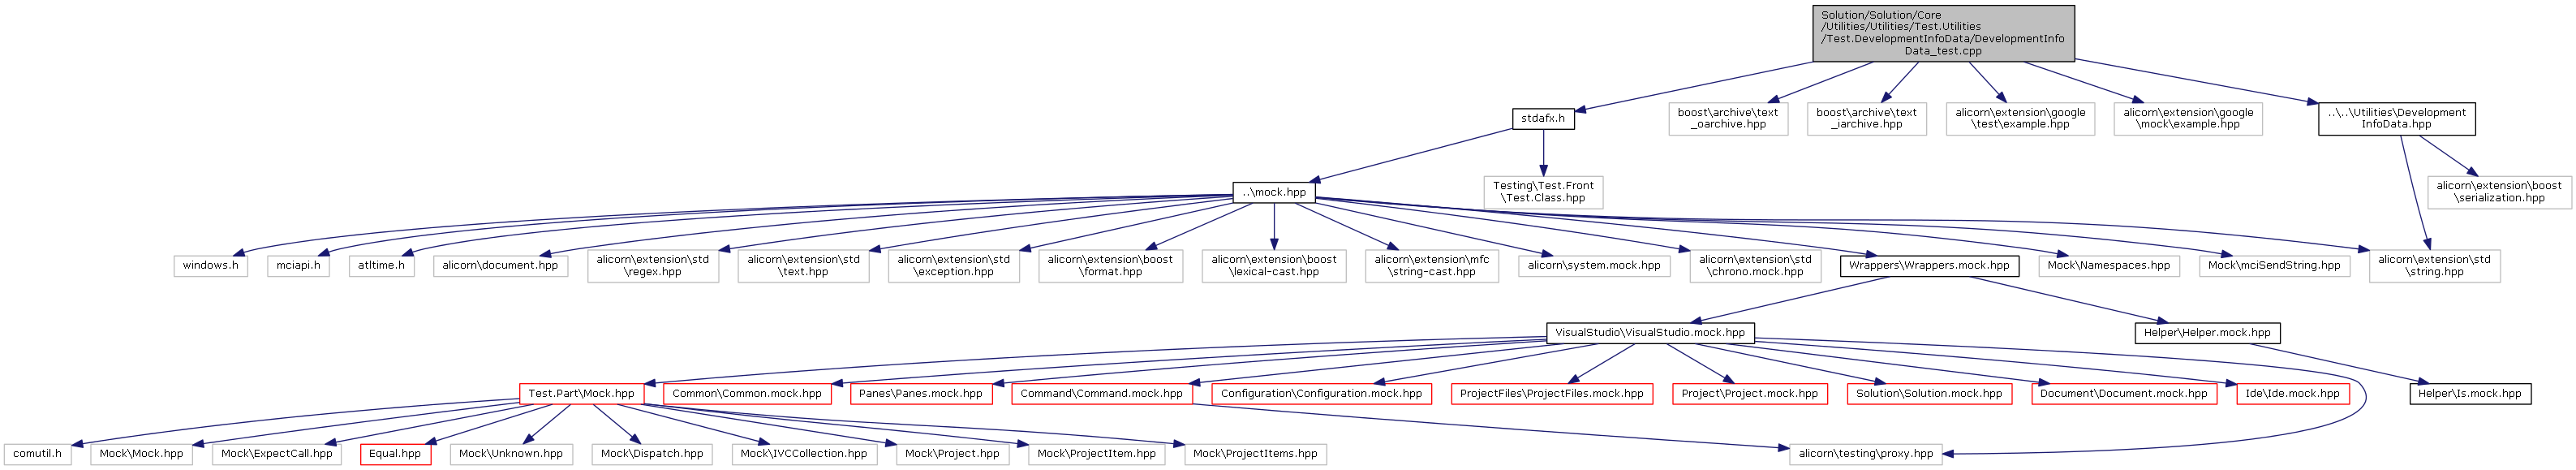 Solution/Solution/Core
/Utilities/Utilities/Test.Utilities
/Test.DevelopmentInfoData/DevelopmentInfo
Data_test.cpp
stdafx.h
boost\archive\text
_oarchive.hpp
boost\archive\text
_iarchive.hpp
alicorn\extension\google
\test\example.hpp
alicorn\extension\google
\mock\example.hpp
..\..\Utilities\Development
InfoData.hpp
..\mock.hpp
Testing\Test.Front
\Test.Class.hpp
alicorn\extension\boost
\serialization.hpp
windows.h
mciapi.h
atltime.h
alicorn\document.hpp
alicorn\extension\std
\regex.hpp
alicorn\extension\std
\text.hpp
alicorn\extension\std
\exception.hpp
alicorn\extension\boost
\format.hpp
alicorn\extension\boost
\lexical-cast.hpp
alicorn\extension\mfc
\string-cast.hpp
alicorn\system.mock.hpp
alicorn\extension\std
\chrono.mock.hpp
Wrappers\Wrappers.mock.hpp
Mock\Namespaces.hpp
Mock\mciSendString.hpp
alicorn\extension\std
\string.hpp
VisualStudio\VisualStudio.mock.hpp
Helper\Helper.mock.hpp
Test.Part\Mock.hpp
Common\Common.mock.hpp
Panes\Panes.mock.hpp
Command\Command.mock.hpp
Configuration\Configuration.mock.hpp
ProjectFiles\ProjectFiles.mock.hpp
Project\Project.mock.hpp
Solution\Solution.mock.hpp
Document\Document.mock.hpp
Ide\Ide.mock.hpp
Helper\Is.mock.hpp
comutil.h
Mock\Mock.hpp
Mock\ExpectCall.hpp
Equal.hpp
Mock\Unknown.hpp
Mock\Dispatch.hpp
Mock\IVCCollection.hpp
Mock\Project.hpp
Mock\ProjectItem.hpp
Mock\ProjectItems.hpp
alicorn\testing\proxy.hpp